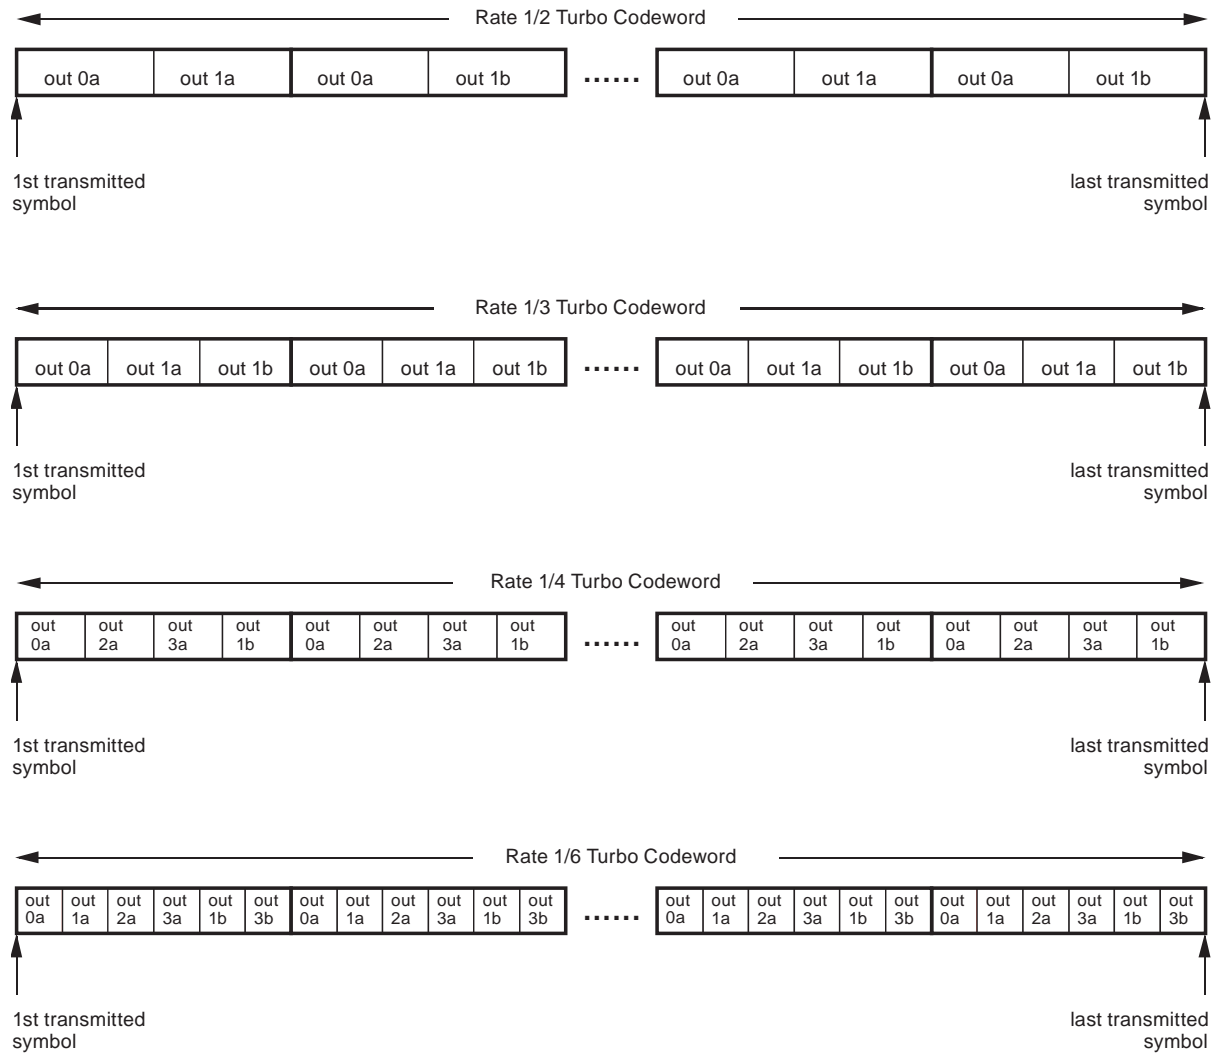 Rate 1/2 Turbo Codeword
out 0a out 1a out 0a out 1b ...... out 0a out 1a out 0a out 1b
1st transmitted
symbol
last transmitted
symbol
Rate 1/3 Turbo Codeword
out 0a out 1a out 1b out 0a out 1a out 1b ...... out 0a out 1a out 1b out 0a out 1a out 1b
1st transmitted
symbol
last transmitted
symbol
Rate 1/4 Turbo Codeword
out out out out out out out out ...... out out out out out out out out
0a 2a 3a 1b 0a 2a 3a 1b 0a 2a 3a 1b 0a 2a 3a 1b
1st transmitted
symbol
last transmitted
symbol
Rate 1/6 Turbo Codeword
out out out out out out out out out out out out ...... out out out out out out out out out out out out
0a 1a 2a 3a 1b 3b 0a 1a 2a 3a 1b 3b 0a 1a 2a 3a 1b 3b 0a 1a 2a 3a 1b 3b
1st transmitted
symbol
last transmitted
symbol